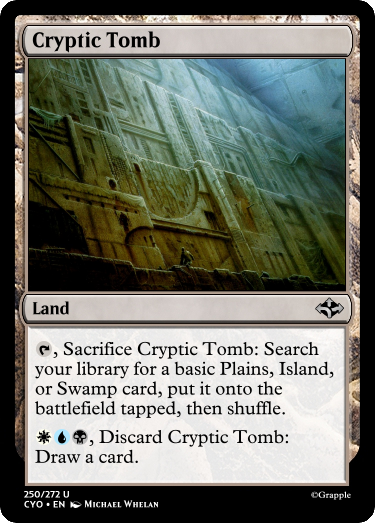 Cryptic Tomb
Land
, Sacrifice Cryptic Tomb: Search
your library for a basic Plains, Island,
or Swamp card, put it onto the
battlefield tapped, then shuffle.
, Discard Cryptic Tomb:
Draw a card.
250/272 U
CYO • EN Michael Whelan
©Grapple